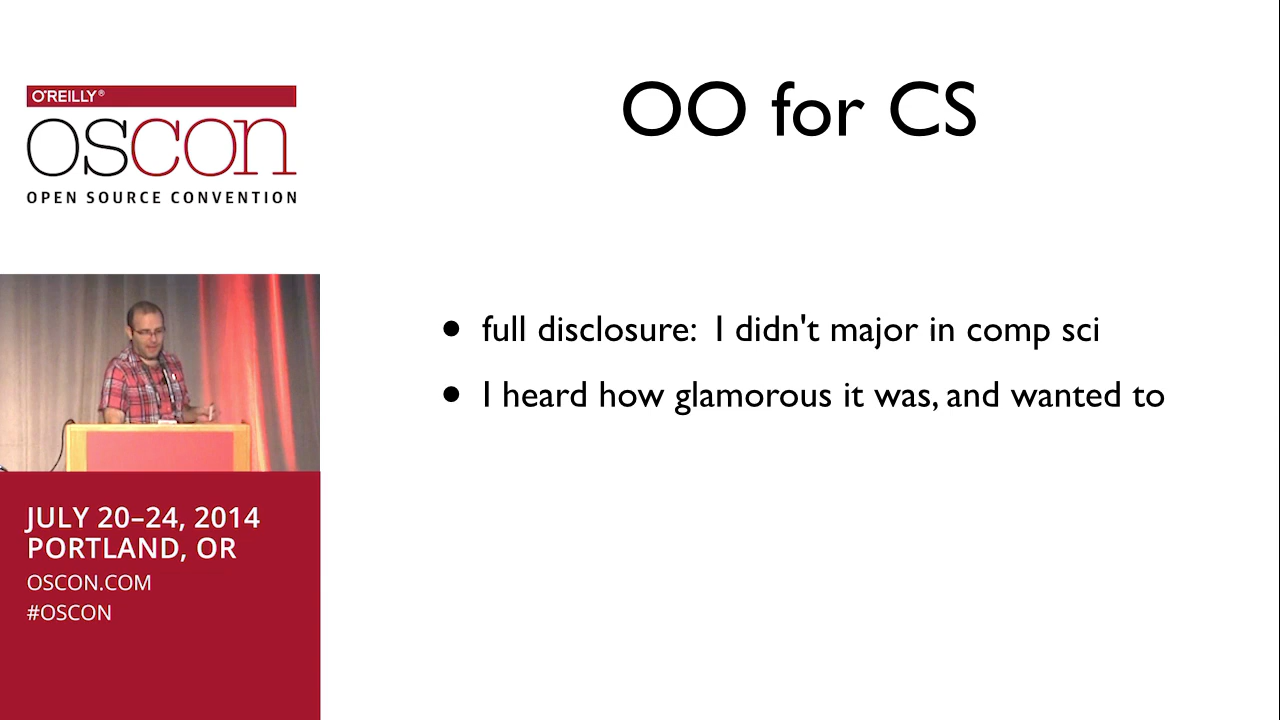 O'REILLY®
OSCON
OPEN SOURCE CONVENTION
JULY 20–24, 2014
PORTLAND, OR
OSCON.COM
#OSCON
OO for CS
• full disclosure: I didn't major in comp sci
• I heard how glamorous it was, and wanted to